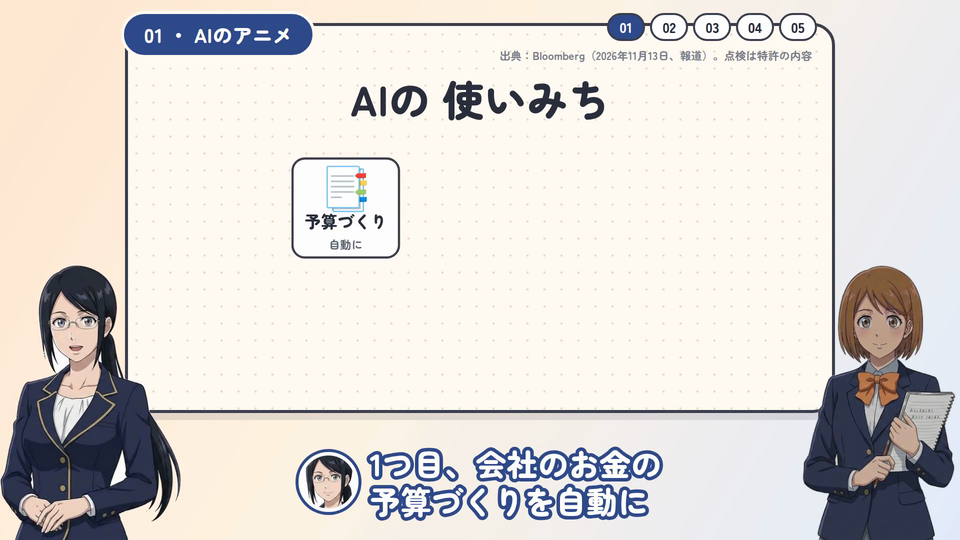 01 ・ AIのアニメ
01 02 03 04 05
出典：Bloomberg（2026年11月13日、報道）。点検は特許の内容
AIの 使いみち
予算づくり
自動に
1つ目、会社のお金の
予算づくりを自動に